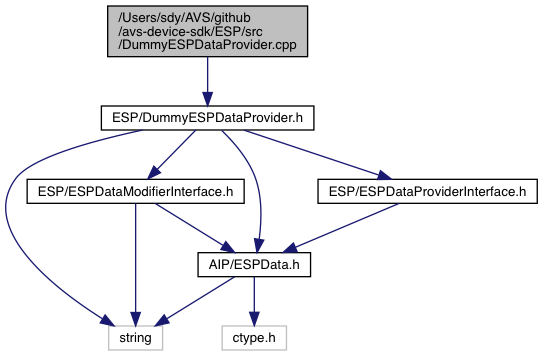 /Users/sdy/AVS/github
/avs-device-sdk/ESP/src
/DummyESPDataProvider.cpp
ESP/DummyESPDataProvider.h
ESP/ESPDataModifierInterface.h
ESP/ESPDataProviderInterface.h
AIP/ESPData.h
string
ctype.h